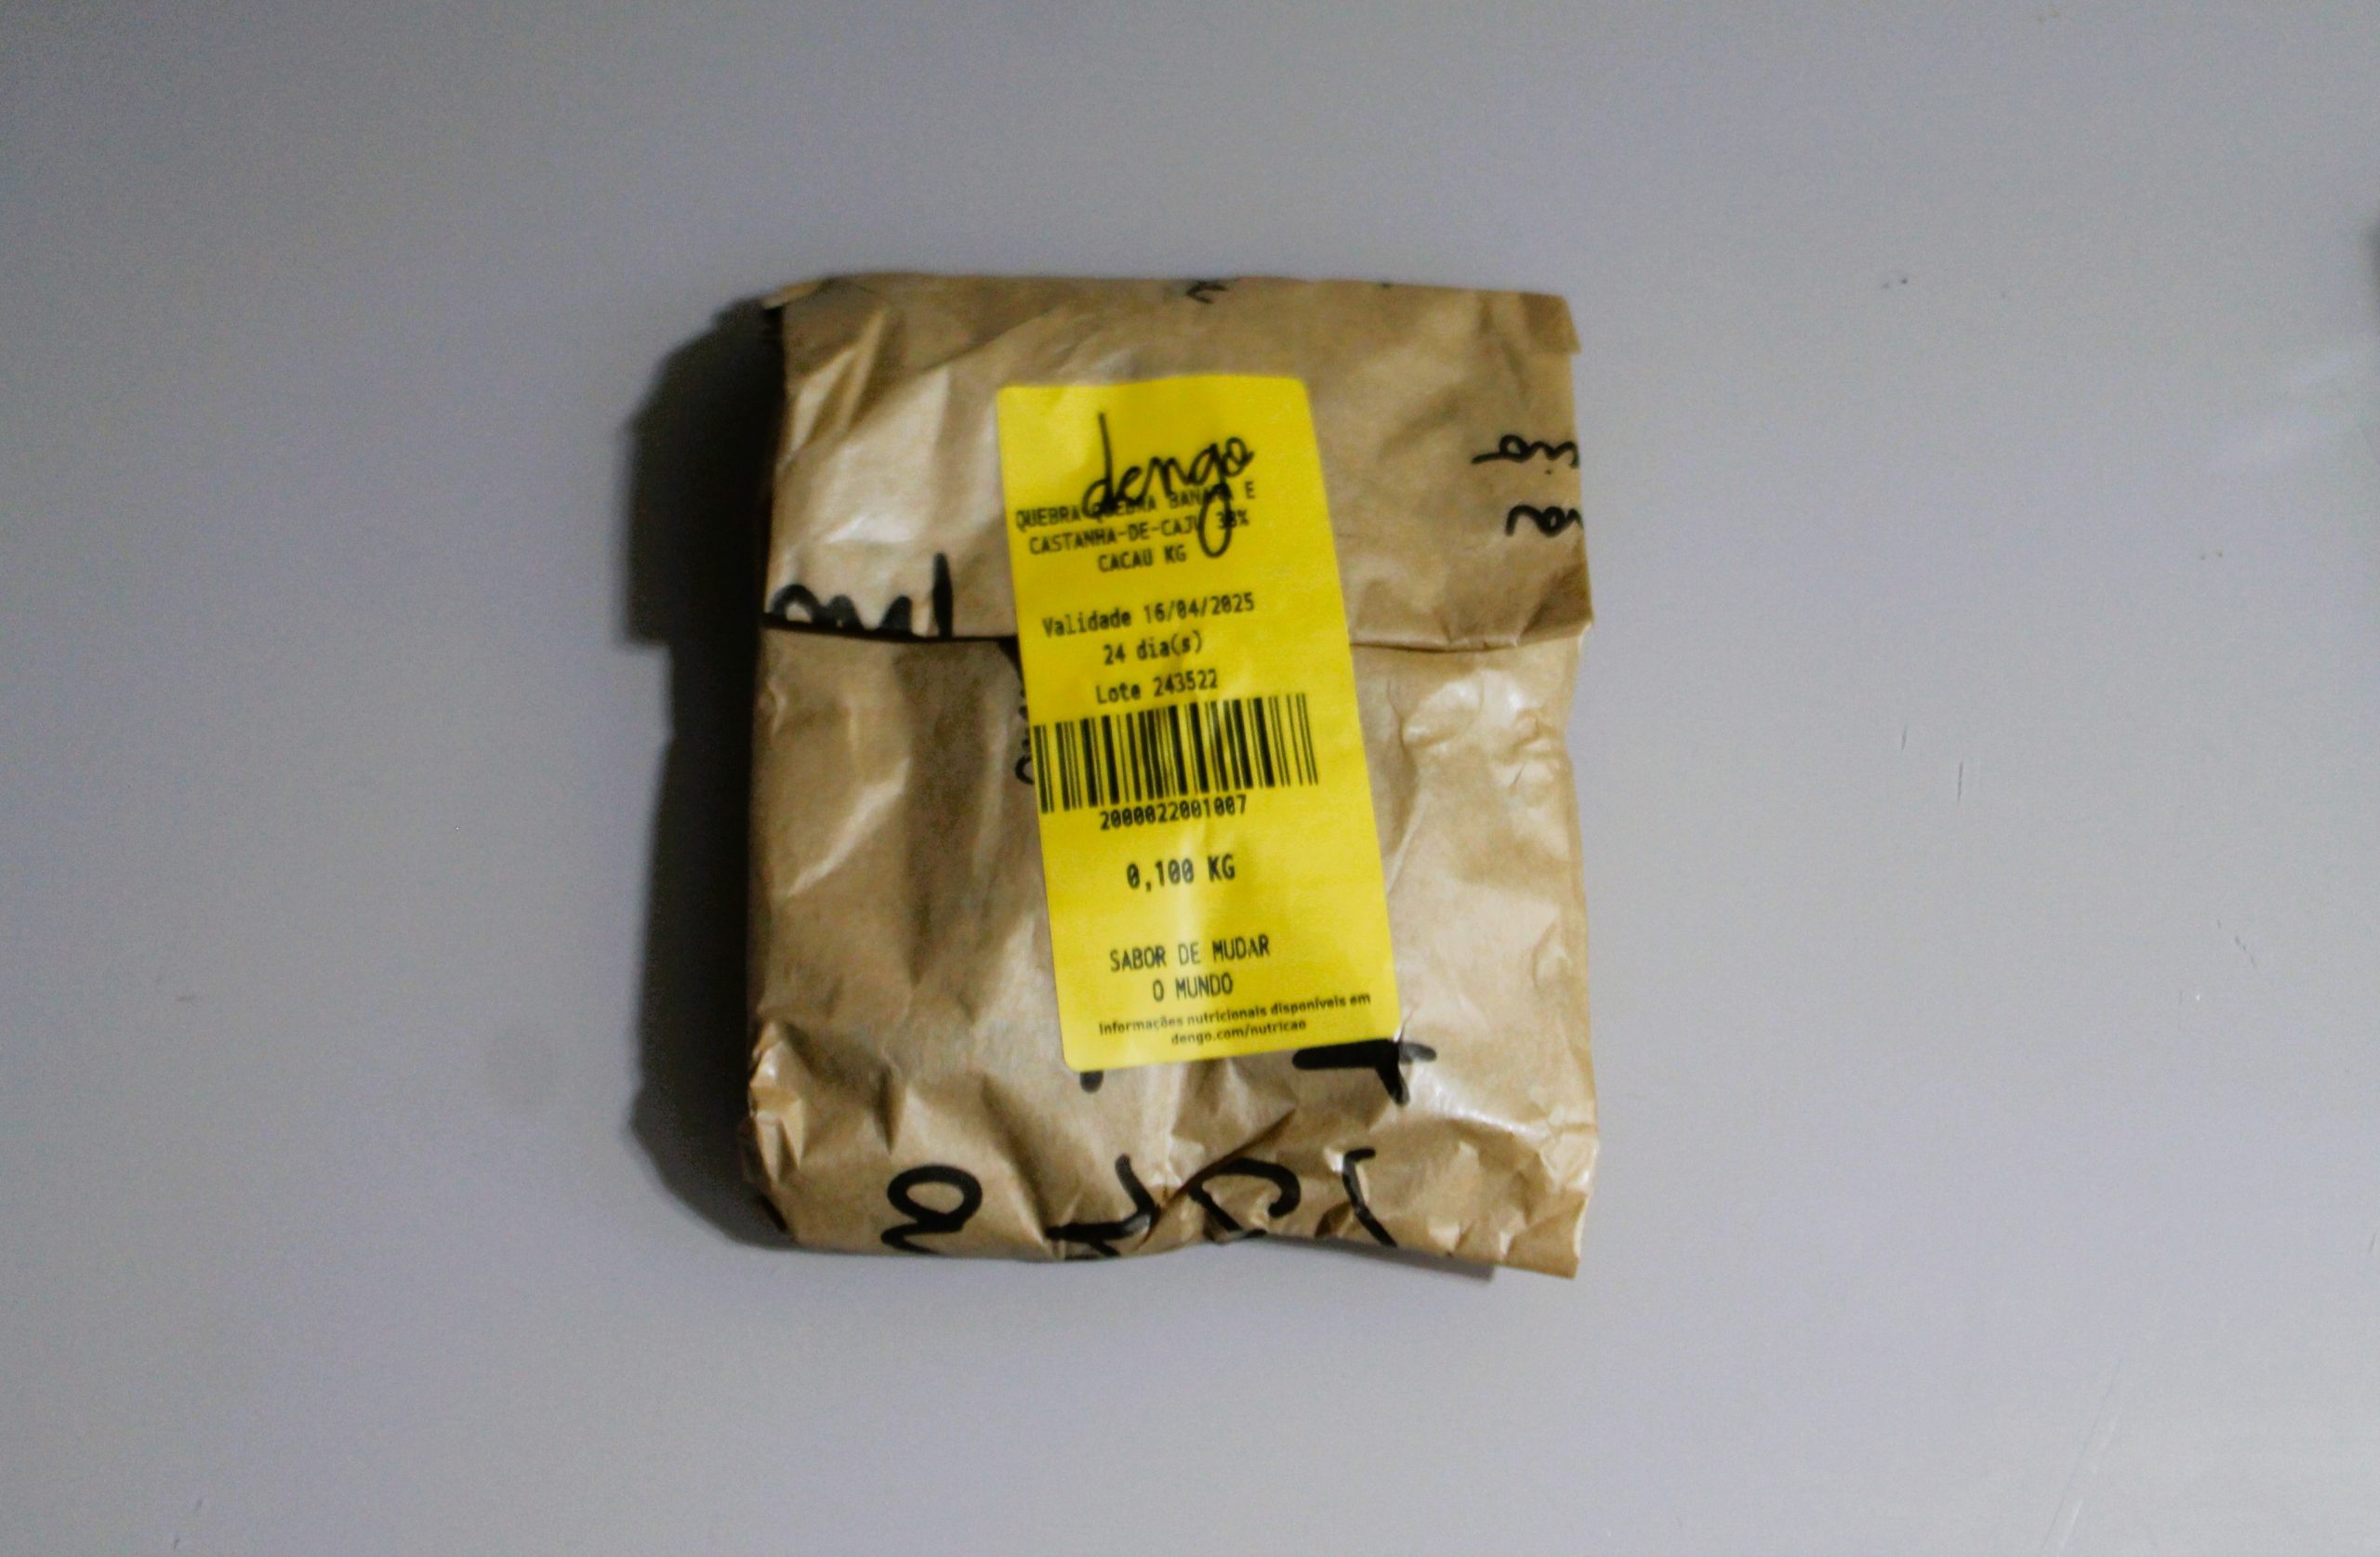 dengo
QUEBRA QUEBRA BANANA E
CASTANHA-DE-CAJU
CACAU KG
Validade 16/04/2025
24 dia(s)
Lote 243522
2000022001007
0,100 KG
SABOR DE MUDAR
O MUNDO
Informações nutricionais disponíveis em
dengo.com/nutricao